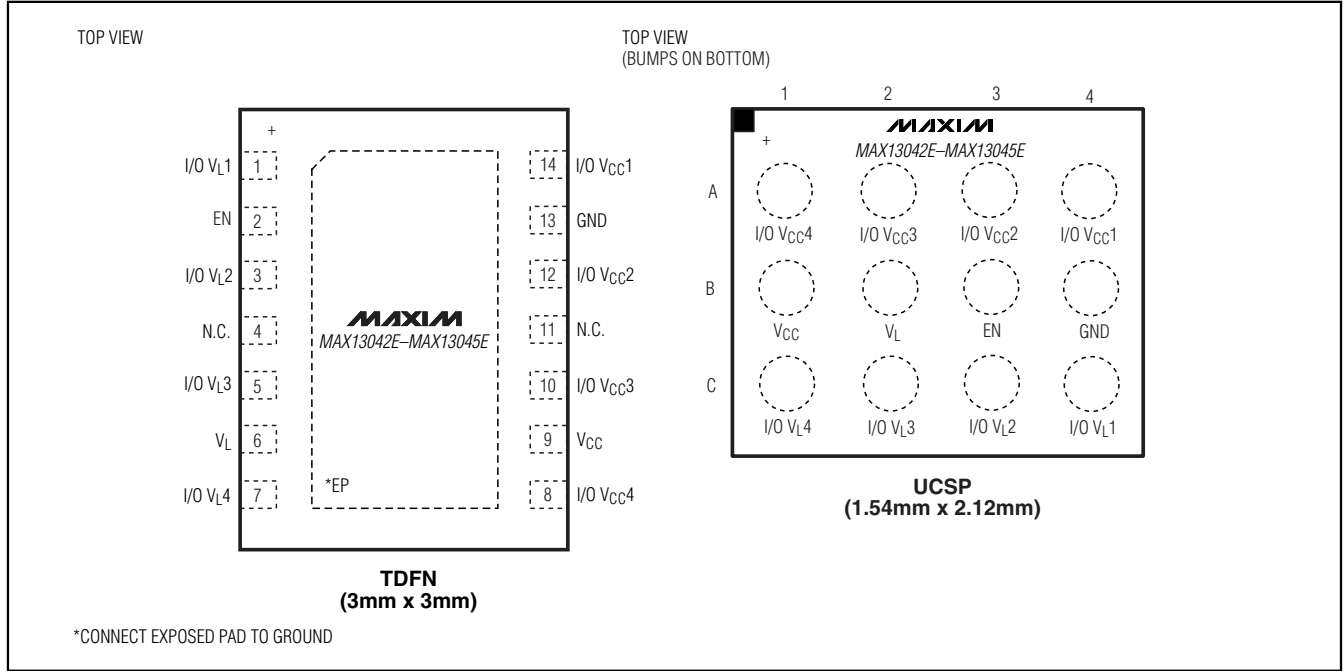 TOP VIEW
+
I/O VL1 1
EN 2
I/O VL2 3
N.C. 4
I/O VL3 5
VL 6
I/O VL4 7
14 I/O VCC1
13 GND
12 I/O VCC2
11 N.C.
10 I/O VCC3
9 VCC
8 I/O VCC4
MAXIM
MAX13042E–MAX13045E
*EP
TDFN
(3mm x 3mm)
*CONNECT EXPOSED PAD TO GROUND
TOP VIEW
(BUMPS ON BOTTOM)
1 2 3 4
MAXIM
+
MAX13042E–MAX13045E
A
I/O VCC4 I/O VCC3 I/O VCC2 I/O VCC1
B
VCC VL EN GND
C
I/O VL4 I/O VL3 I/O VL2 I/O VL1
UCSP
(1.54mm x 2.12mm)